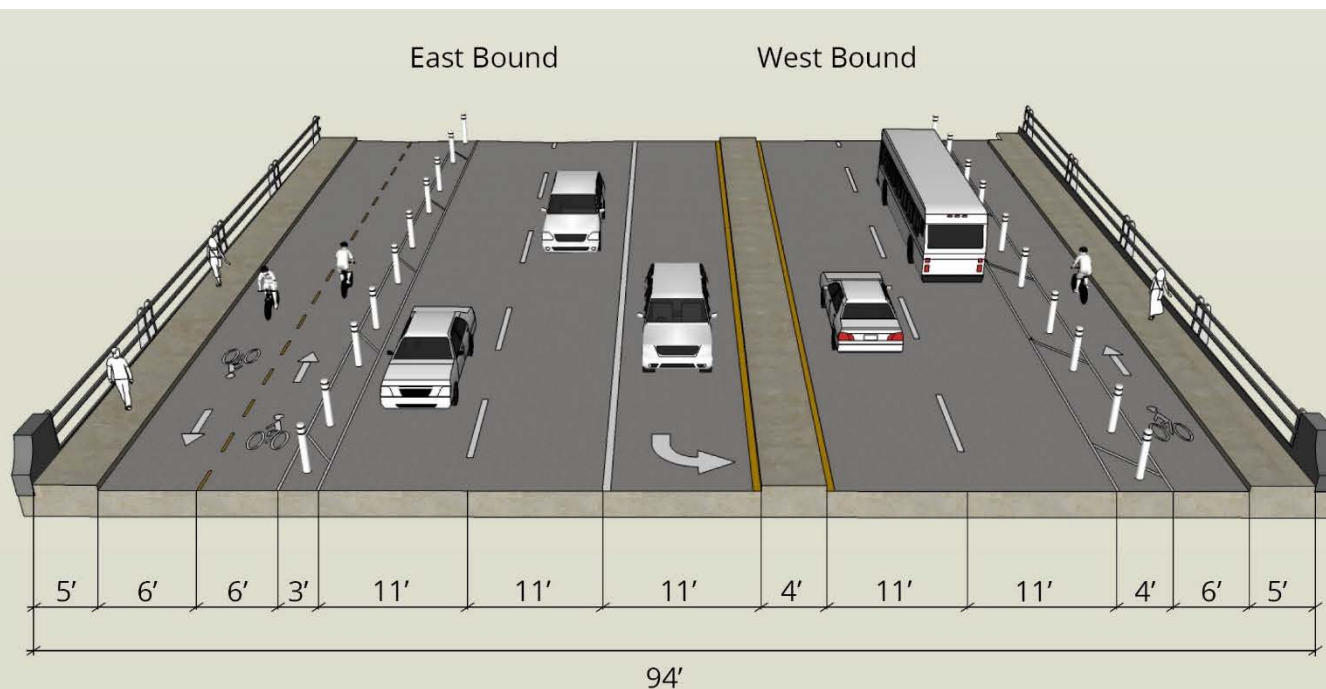 East Bound West Bound
5’ 6’ 6’ 3’ 11’ 11’ 11’ 4’ 11’ 11’ 4’ 6’ 5’
94’